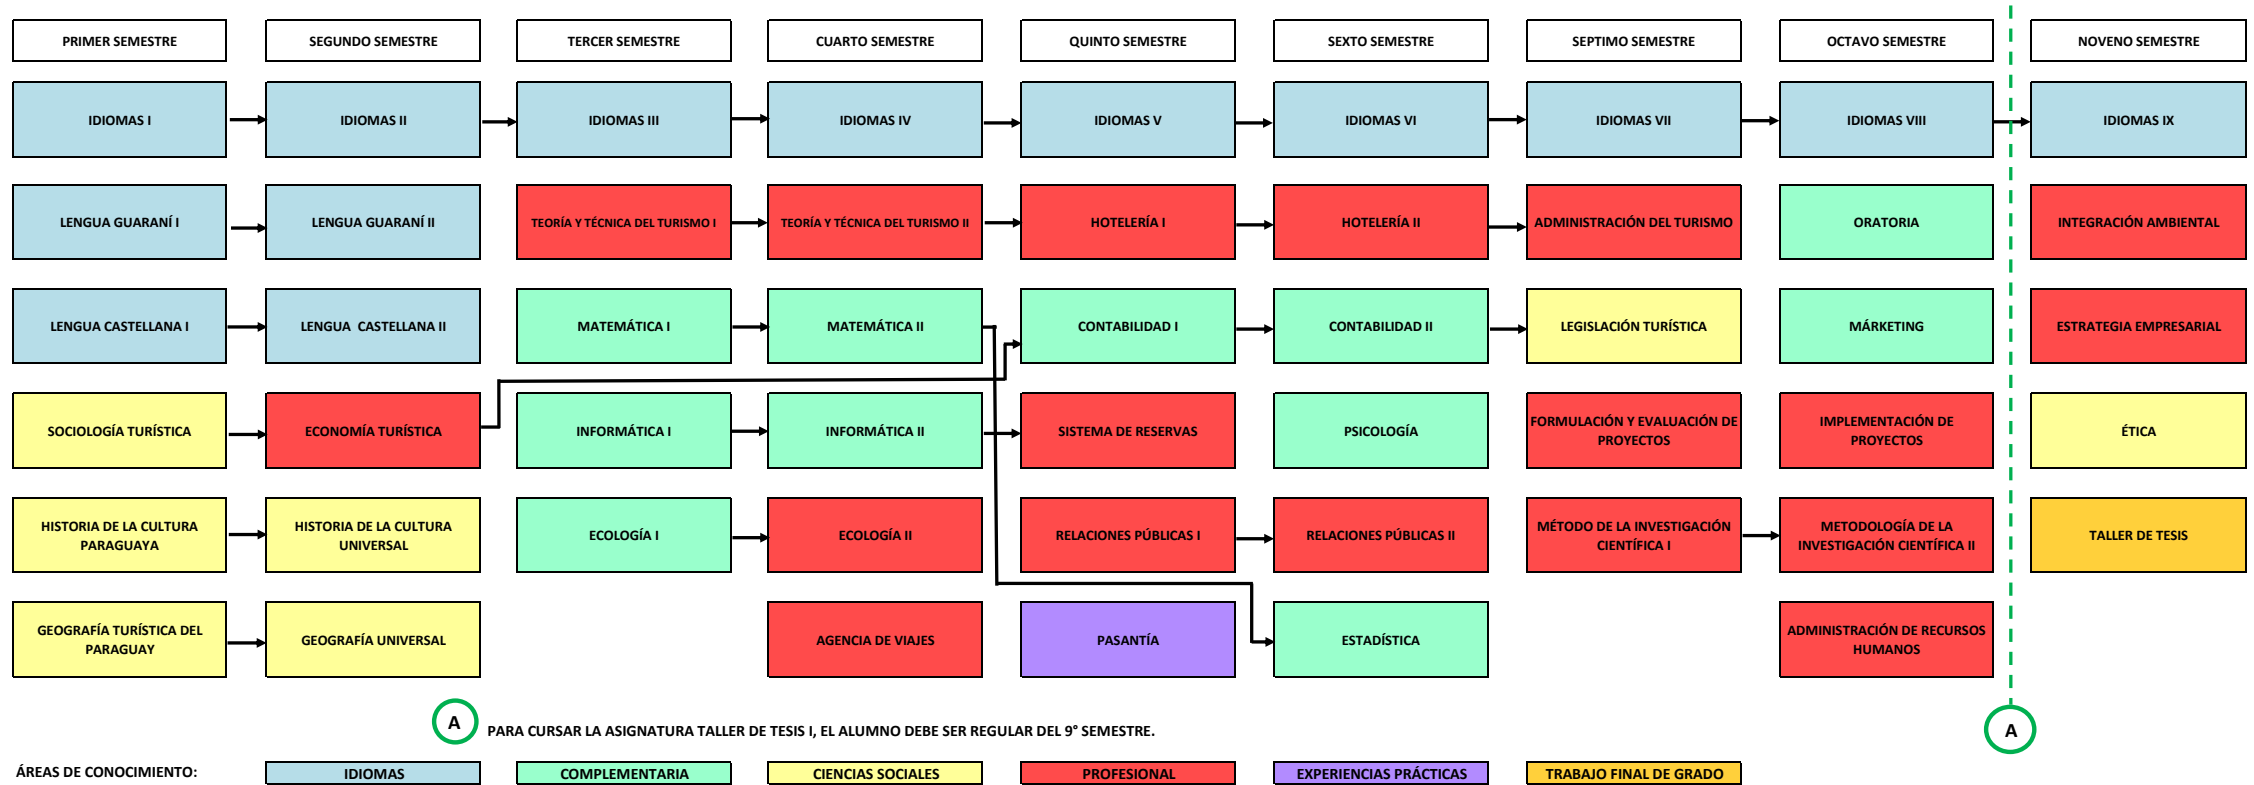 PRIMER SEMESTRE
SEGUNDO SEMESTRE
TERCER SEMESTRE
CUARTO SEMESTRE
QUINTO SEMESTRE
SEXTO SEMESTRE
SEPTIMO SEMESTRE
OCTAVO SEMESTRE
NOVENO SEMESTRE
IDIOMAS I
IDIOMAS II
IDIOMAS III
IDIOMAS IV
IDIOMAS V
IDIOMAS VI
IDIOMAS VII
IDIOMAS VIII
IDIOMAS IX
LENGUA GUARANÍ I
LENGUA GUARANÍ II
TEORÍA Y TÉCNICA DEL TURISMO I
TEORÍA Y TÉCNICA DEL TURISMO II
HOTELERÍA I
HOTELERÍA II
ADMINISTRACIÓN DEL TURISMO
ORATORIA
INTEGRACIÓN AMBIENTAL
LENGUA CASTELLANA I
LENGUA CASTELLANA II
MATEMÁTICA I
MATEMÁTICA II
CONTABILIDAD I
CONTABILIDAD II
LEGISLACIÓN TURÍSTICA
MÁRKETING
ESTRATEGIA EMPRESARIAL
SOCIOLOGÍA TURÍSTICA
ECONOMÍA TURÍSTICA
INFORMÁTICA I
INFORMÁTICA II
SISTEMA DE RESERVAS
PSICOLOGÍA
FORMULACIÓN Y EVALUACIÓN DE
PROYECTOS
IMPLEMENTACIÓN DE
PROYECTOS
ÉTICA
HISTORIA DE LA CULTURA
PARAGUAYA
HISTORIA DE LA CULTURA
UNIVERSAL
ECOLOGÍA I
ECOLOGÍA II
RELACIONES PÚBLICAS I
RELACIONES PÚBLICAS II
MÉTODO DE LA INVESTIGACIÓN
CIENTÍFICA I
METODOLOGÍA DE LA
INVESTIGACIÓN CIENTÍFICA II
TALLER DE TESIS
GEOGRAFÍA TURÍSTICA DEL
PARAGUAY
GEOGRAFÍA UNIVERSAL
AGENCIA DE VIAJES
PASANTÍA
ESTADÍSTICA
ADMINISTRACIÓN DE RECURSOS
HUMANOS
A
PARA CURSAR LA ASIGNATURA TALLER DE TESIS I, EL ALUMNO DEBE SER REGULAR DEL 9° SEMESTRE.
A
ÁREAS DE CONOCIMIENTO:
IDIOMAS
COMPLEMENTARIA
CIENCIAS SOCIALES
PROFESIONAL
EXPERIENCIAS PRÁCTICAS
TRABAJO FINAL DE GRADO